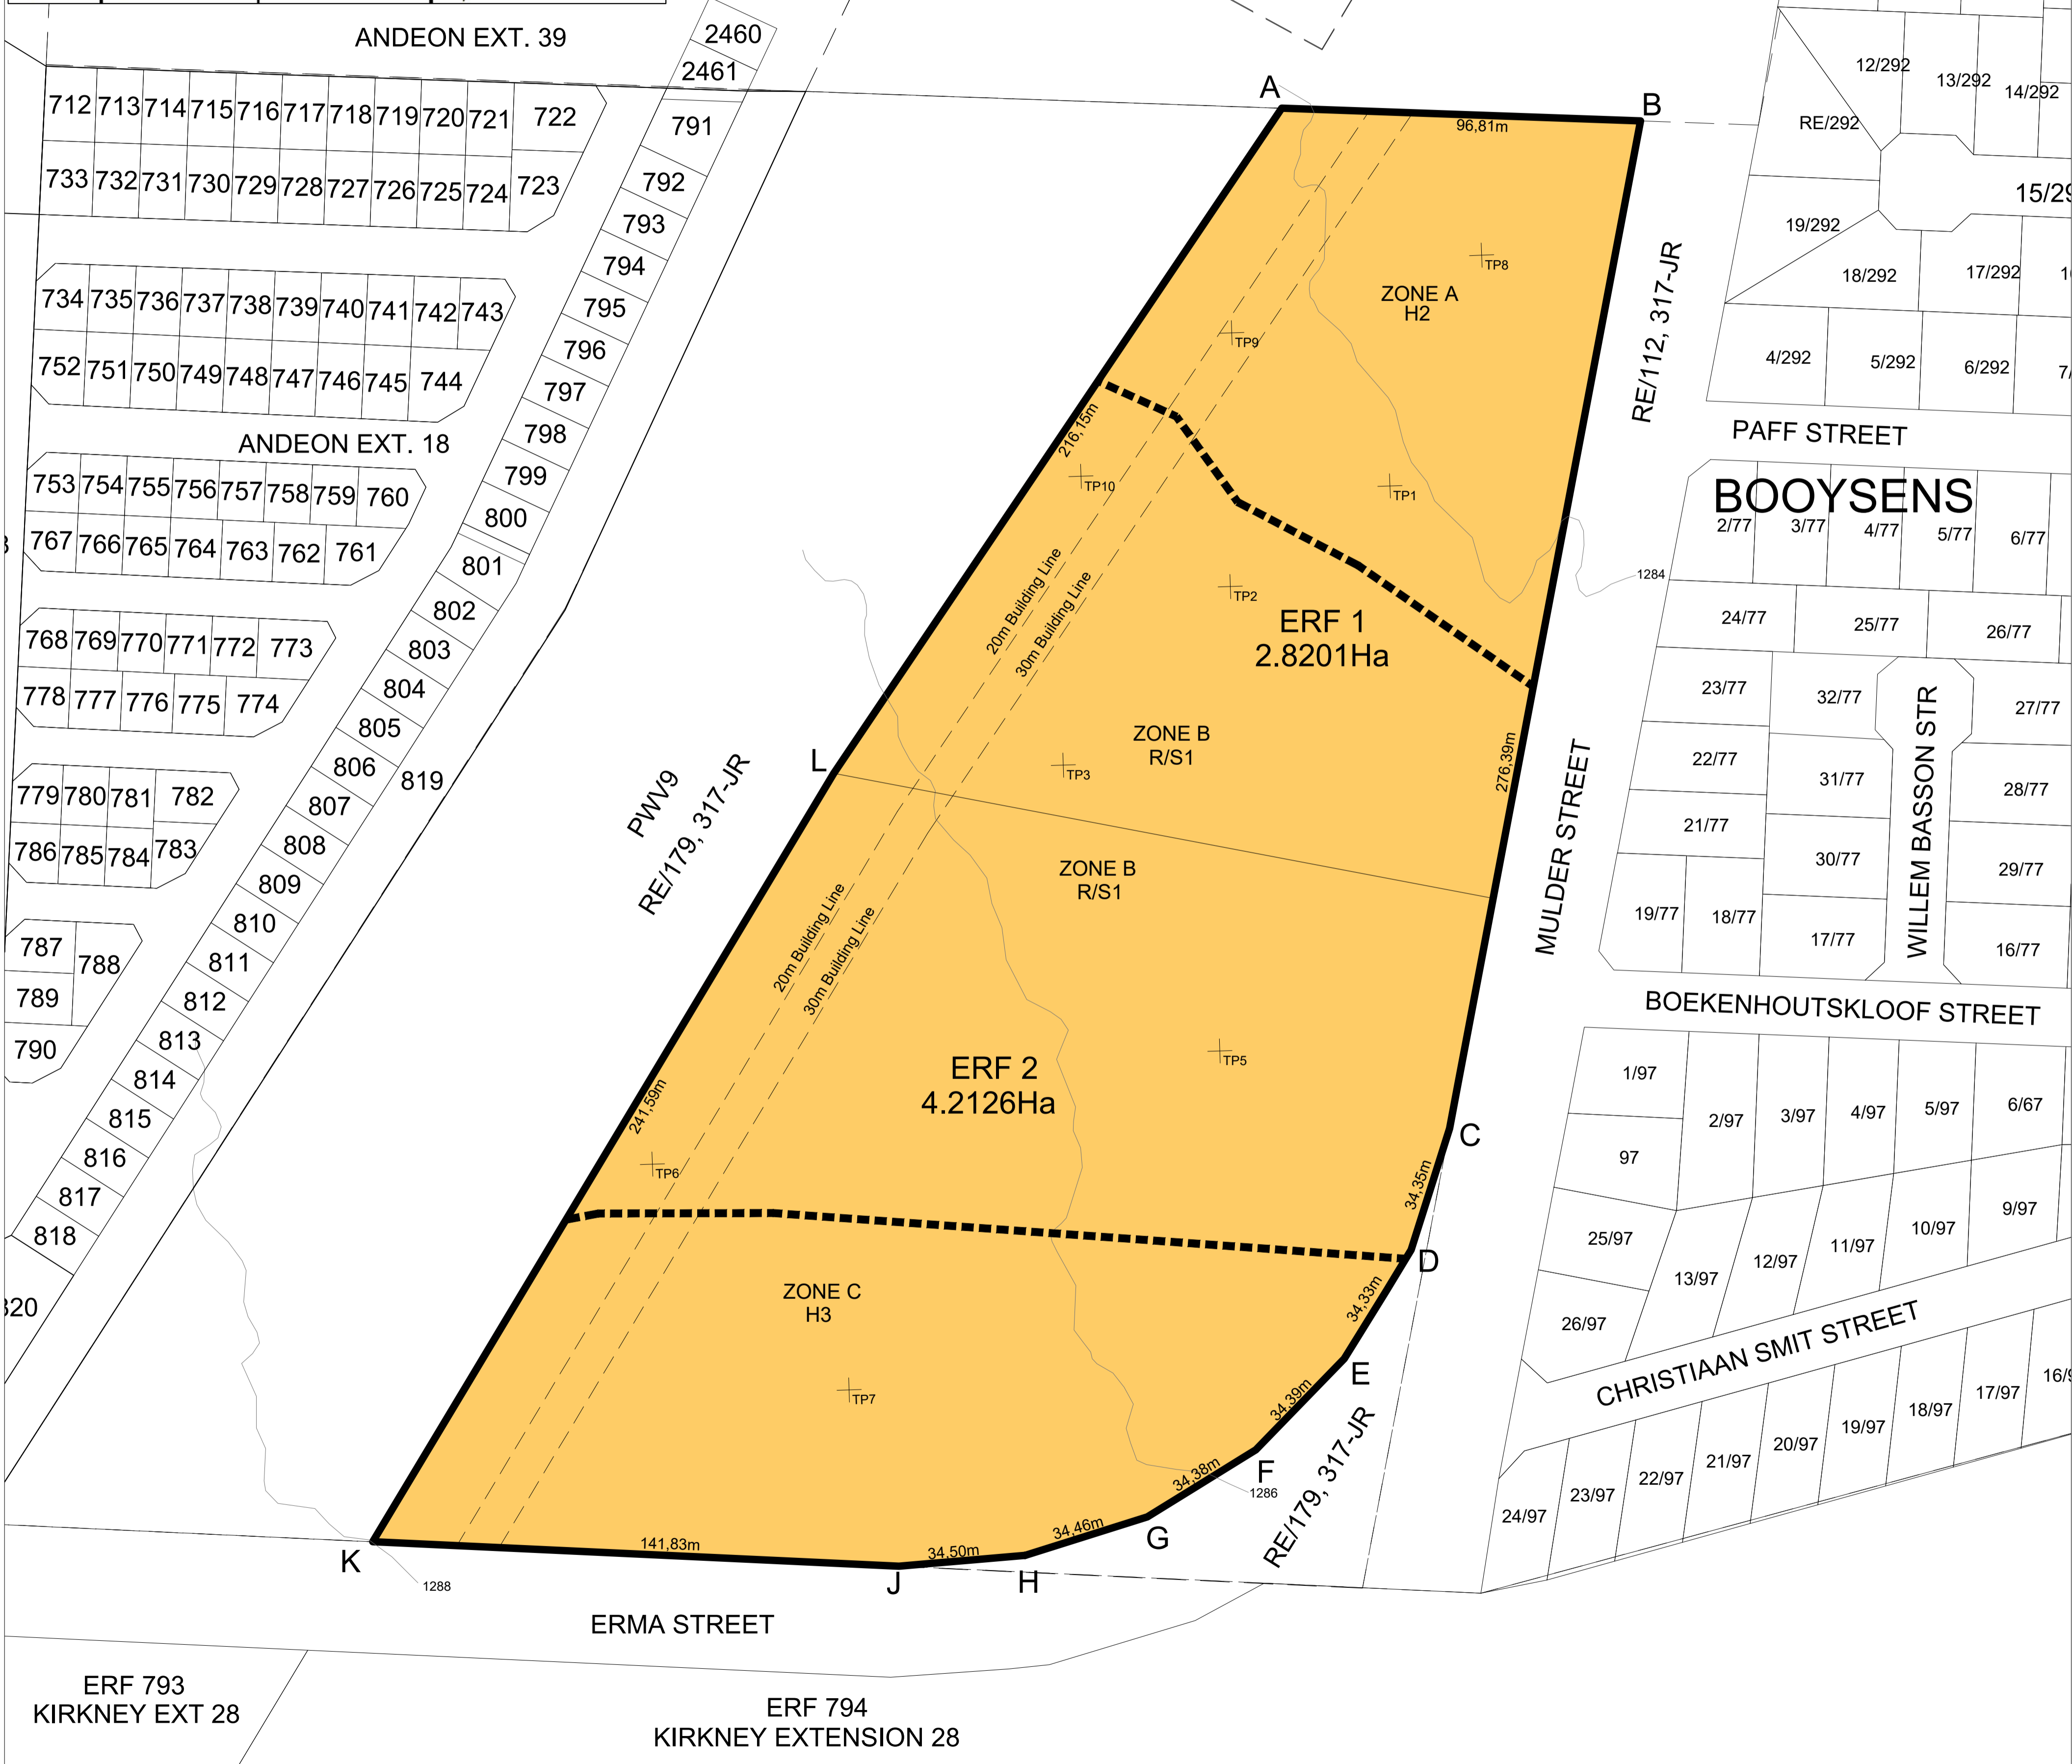 ANDEON EXT. 39
2460
2461
712 713 714 715 716 717 718 719 720 721 722
733 732 731 730 729 728 727 726 725 724 723
734 735 736 737 738 739 740 741 742 743
752 751 750 749 748 747 746 745 744
ANDEON EXT. 18
753 754 755 756 757 758 759 760
767 766 765 764 763 762 761
768 769 770 771 772 773
778 777 776 775 774
779 780 781 782
786 785 784 783
787
788
789
790
791
792
793
794
795
796
797
798
799
800
801
802
803
804
805
806
819
807
808
809
810
811
812
813
814
815
816
817
818
PWV9
RE/179, 317-JR
A
B
96,81m
TP8
ZONE A
H2
TP9
216,15m
TP10
TP1
20m Building Line
30m Building Line
TP2
ERF 1
2.8201Ha
ZONE B
R/S1
TP3
L
276,39m
ZONE B
R/S1
20m Building Line
30m Building Line
ERF 2
4.2126Ha
TP5
241,59m
TP6
C
34,35m
D
ZONE C
H3
34,33m
TP7
E
34,39m
F
34,38m
1286
G
34,46m
H
34,50m
J
141,83m
K
1288
RE/179, 317-JR
ERMA STREET
ERF 793
KIRKNEY EXT 28
ERF 794
KIRKNEY EXTENSION 28
RE/112, 317-JR
MULDER STREET
1284
12/292
13/292
14/292
RE/292
19/292
18/292
17/292
4/292
5/292
6/292
PAFF STREET
BOOYSENS
2/77
3/77
4/77
5/77
6/77
24/77
25/77
26/77
23/77
32/77
27/77
22/77
31/77
28/77
21/77
30/77
29/77
19/77
18/77
17/77
16/77
WILLEM BASSON STR
BOEKENHOUTSKLOOF STREET
1/97
2/97
3/97
4/97
5/97
6/67
97
25/97
13/97
12/97
11/97
10/97
9/97
26/97
CHRISTIAAN SMIT STREET
24/97
23/97
22/97
21/97
20/97
19/97
18/97
17/97